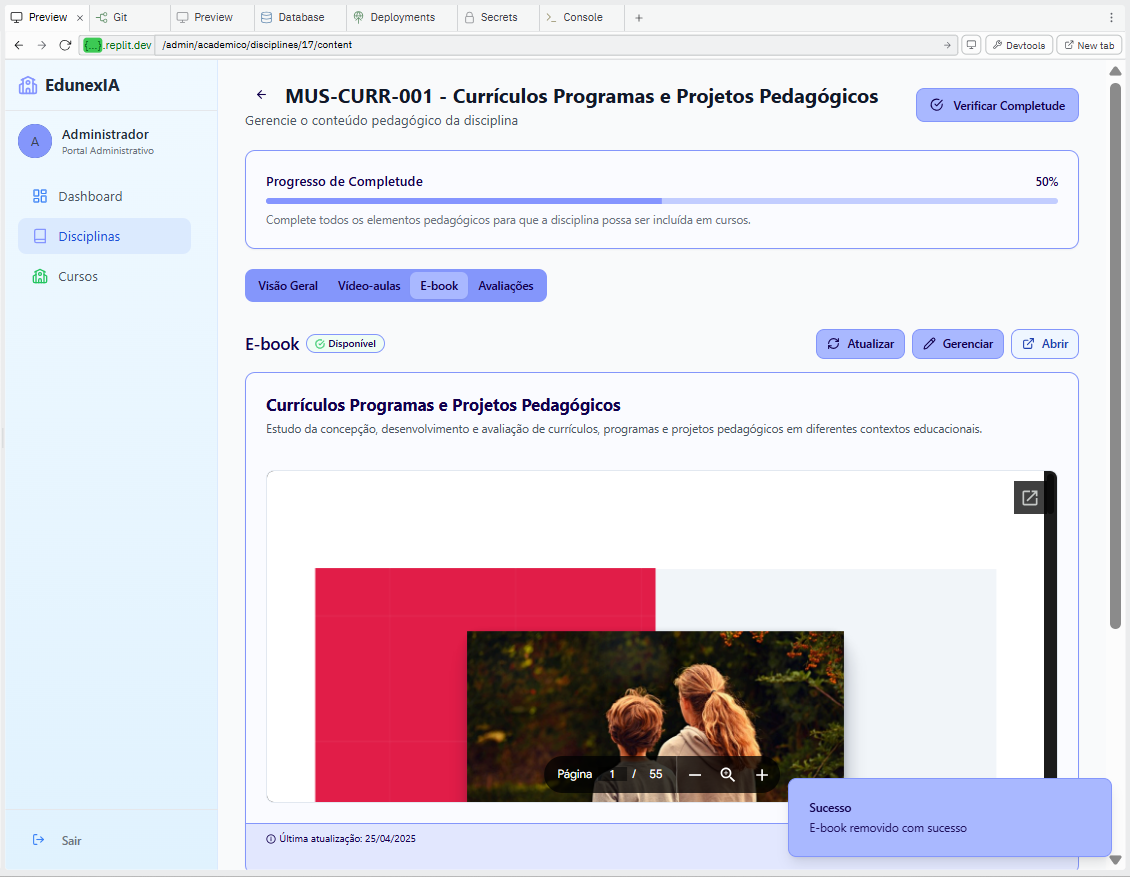 Preview
Git
Preview
Database
Deployments
Secrets
Console
{...}.replit.dev
/admin/academico/disciplines/17/content
Devtools
New tab
EdunexIA
A
Administrador
Portal Administrativo
Dashboard
Disciplinas
Cursos
Sair
MUS-CURR-001 - Currículos Programas e Projetos Pedagógicos
Verificar Completude
Gerencie o conteúdo pedagógico da disciplina
Progresso de Completude
50%
Complete todos os elementos pedagógicos para que a disciplina possa ser incluída em cursos.
Visão Geral
Vídeo-aulas
E-book
Avaliações
E-book
Disponível
Atualizar
Gerenciar
Abrir
Currículos Programas e Projetos Pedagógicos
Estudo da concepção, desenvolvimento e avaliação de currículos, programas e projetos pedagógicos em diferentes contextos educacionais.
Página 1 / 55
Última atualização: 25/04/2025
Sucesso
E-book removido com sucesso